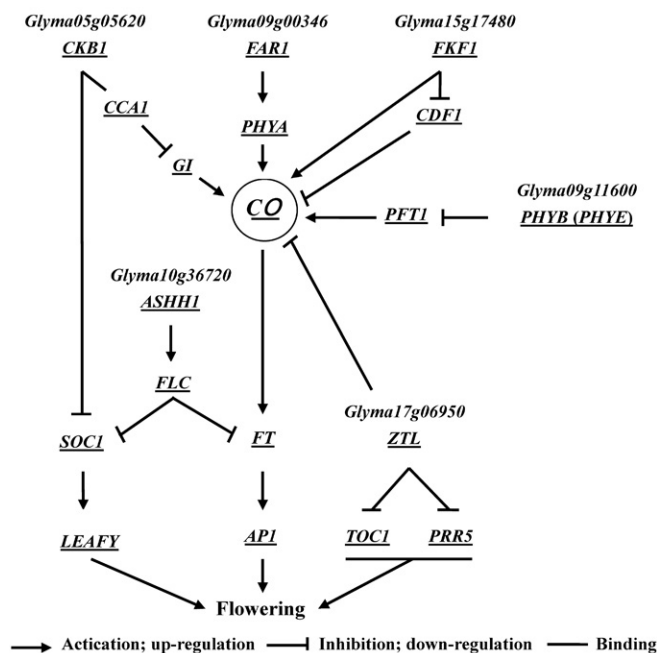 Glyma05g05620 Glyma09g00346 Glyma15g17480
CKB1 FAR1 FKF1
CCA1 CDF1
PHYA
GI
Glyma09g11600
CO PFT1 PHYB (PHYE)
Glyma10g36720
ASHH1
FLC
Glyma17g06950
SOC1 FT ZTL
LEAFY AP1 TOC1 PRR5
Flowering
Actication; up-regulation Inhibition; down-regulation Binding